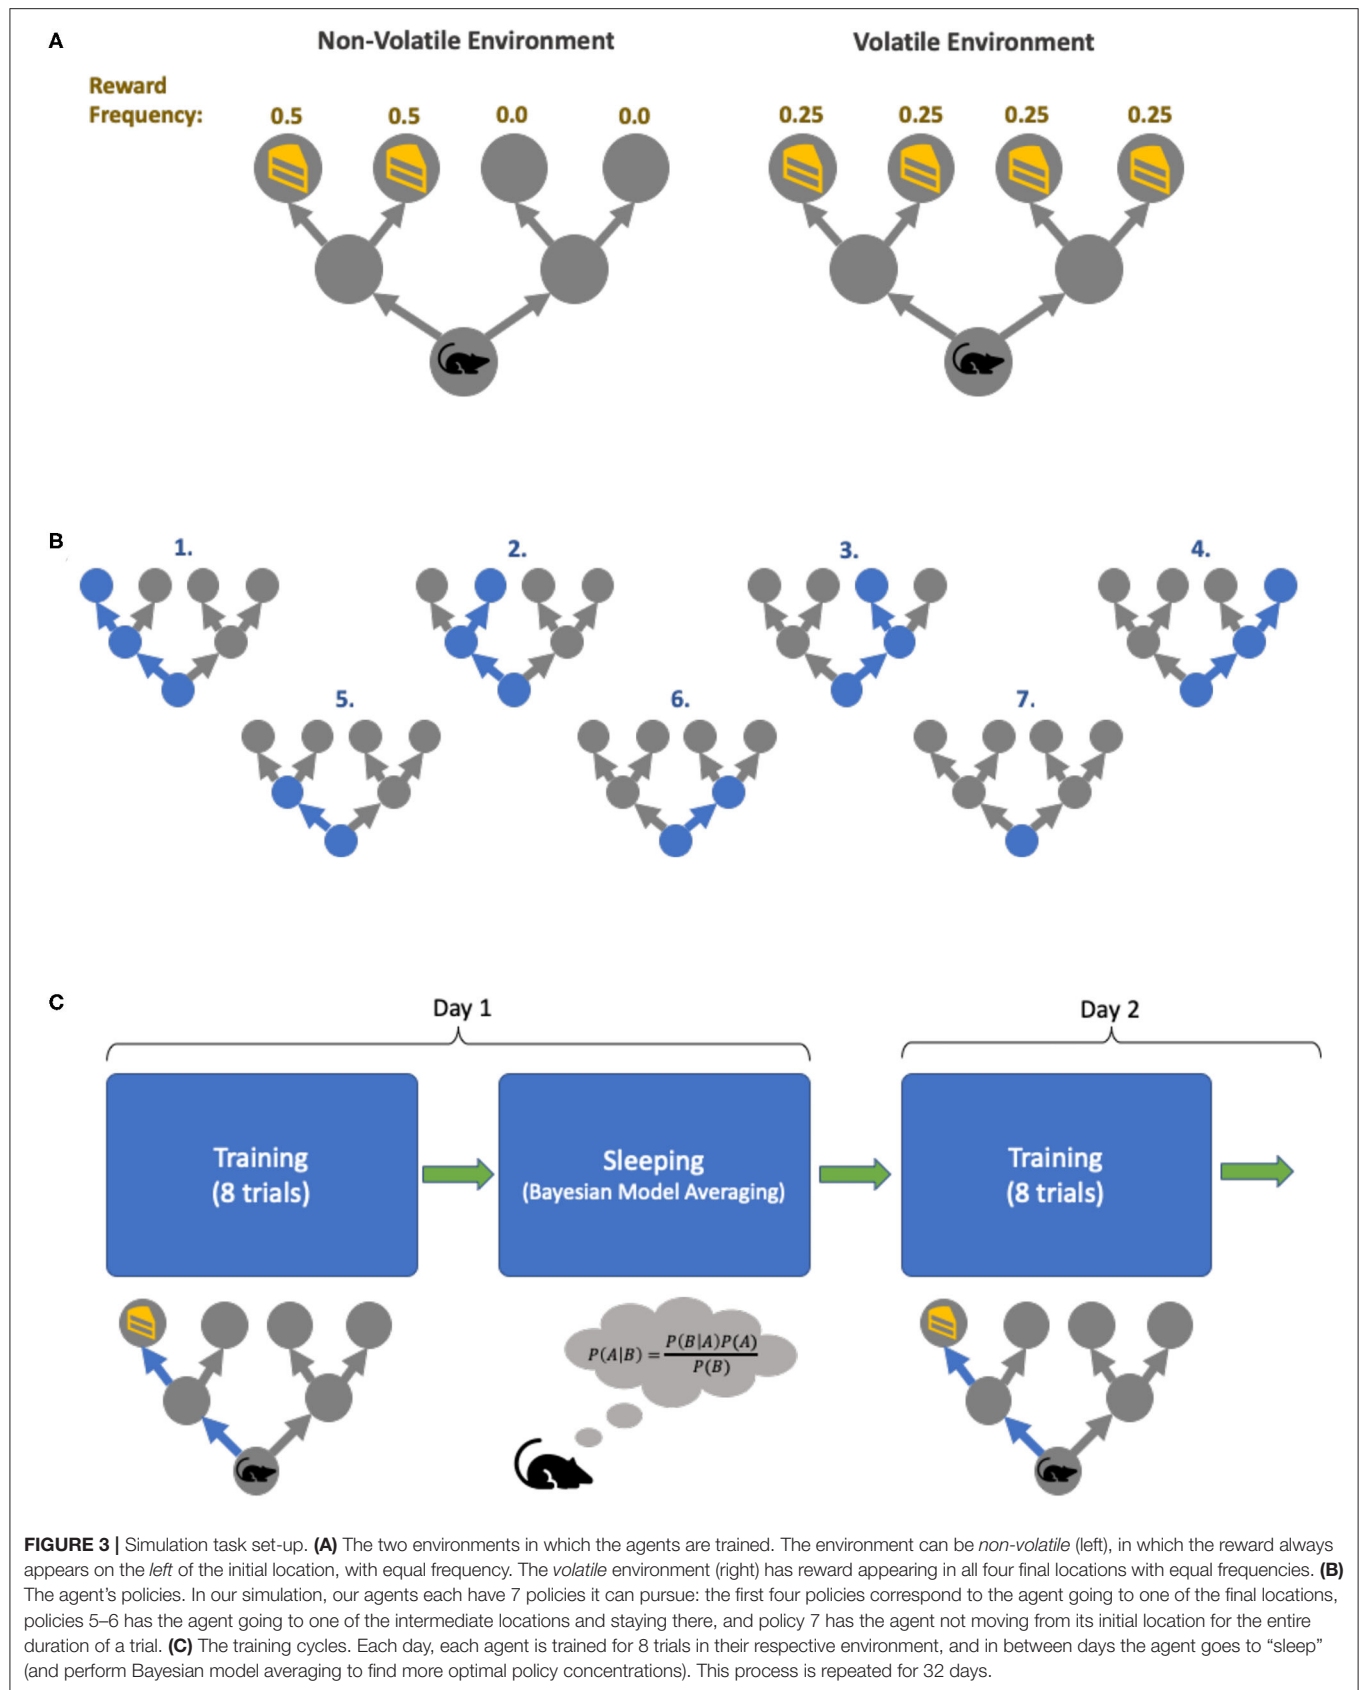 A
Non-Volatile Environment
Volatile Environment
Reward
Frequency:
0.5
0.5
0.0
0.0
0.25
0.25
0.25
0.25
B
1.
2.
3.
4.
5.
6.
7.
C
Day 1
Day 2
Training
(8 trials)
Sleeping
(Bayesian Model Averaging)
Training
(8 trials)
P(A|B) = P(B|A)P(A) / P(B)
FIGURE 3 | Simulation task set-up. (A) The two environments in which the agents are trained. The environment can be non-volatile (left), in which the reward always
appears on the left of the initial location, with equal frequency. The volatile environment (right) has reward appearing in all four final locations with equal frequencies. (B)
The agent's policies. In our simulation, our agents each have 7 policies it can pursue: the first four policies correspond to the agent going to one of the final locations,
policies 5–6 has the agent going to one of the intermediate locations and staying there, and policy 7 has the agent not moving from its initial location for the entire
duration of a trial. (C) The training cycles. Each day, each agent is trained for 8 trials in their respective environment, and in between days the agent goes to “sleep”
(and perform Bayesian model averaging to find more optimal policy concentrations). This process is repeated for 32 days.